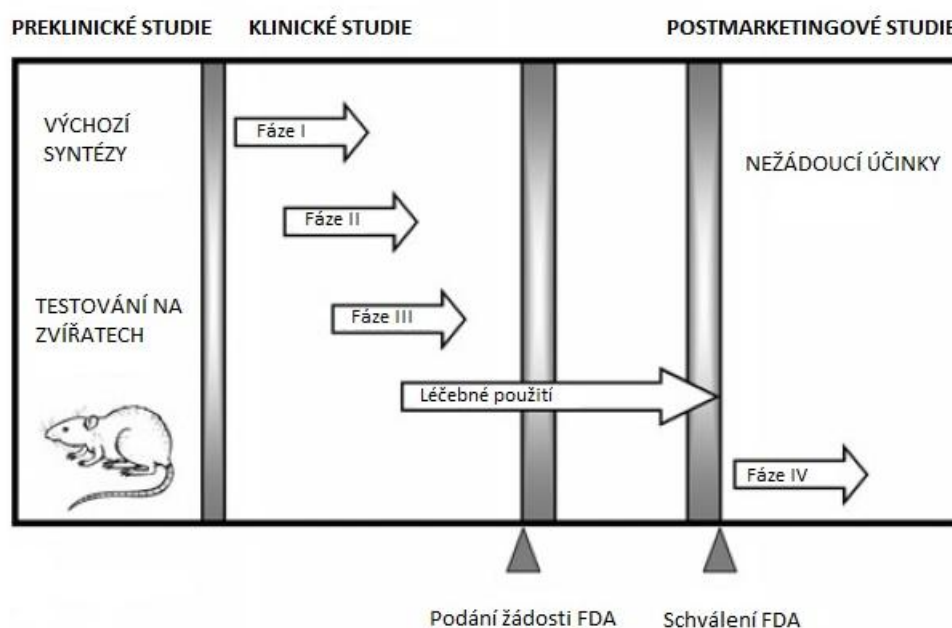 PREKLINICKÉ STUDIE
KLINICKÉ STUDIE
POSTMARKETINGOVÉ STUDIE
VÝCHOZÍ
SYNTÉZY
Fáze I
NEŽÁDOUCÍ ÚČINKY
Fáze II
TESTOVÁNÍ NA
ZVÍŘATECH
Fáze III
Léčebné použití
Fáze IV
Podání žádosti FDA
Schválení FDA